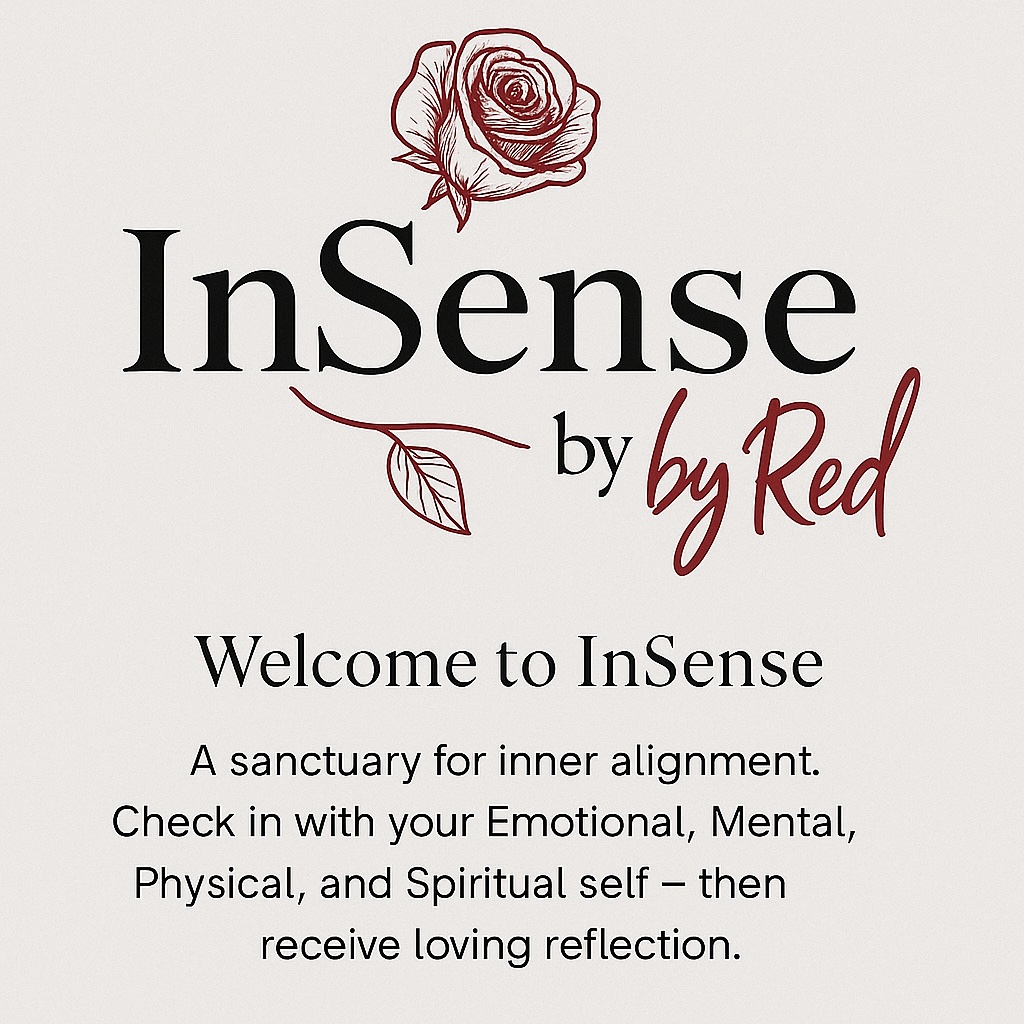 InSense
by by Red
Welcome to InSense
A sanctuary for inner alignment.
Check in with your Emotional, Mental,
Physical, and Spiritual self – then
receive loving reflection.